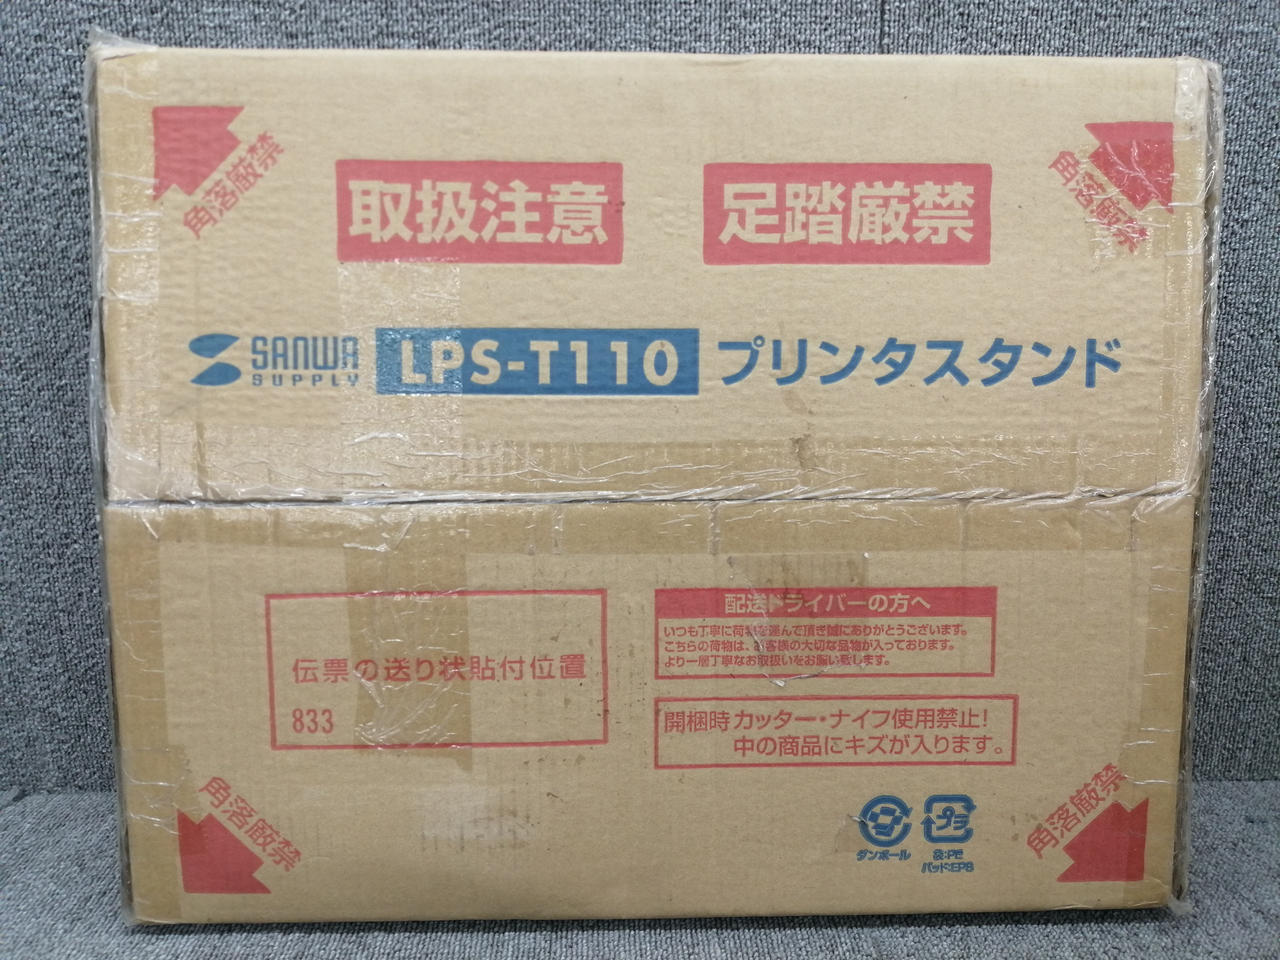 角落厳禁
角落厳禁
取扱注意
足踏厳禁
SANWA
SUPPLY
LPS-T110 プリンタスタンド
伝票の送り状貼付位置
833
配送ドライバーの方へ
いつも丁寧に荷物を運んで頂き誠にありがとうございます。
こちらの荷物は、お客様の大切な品物が入っております。
より一層丁寧なお取扱いをお願い致します。
開梱時カッター・ナイフ使用禁止!
中の商品にキズが入ります。
角落厳禁
角落厳禁
ダンボール
プラ
袋:PE
パッド:EPS